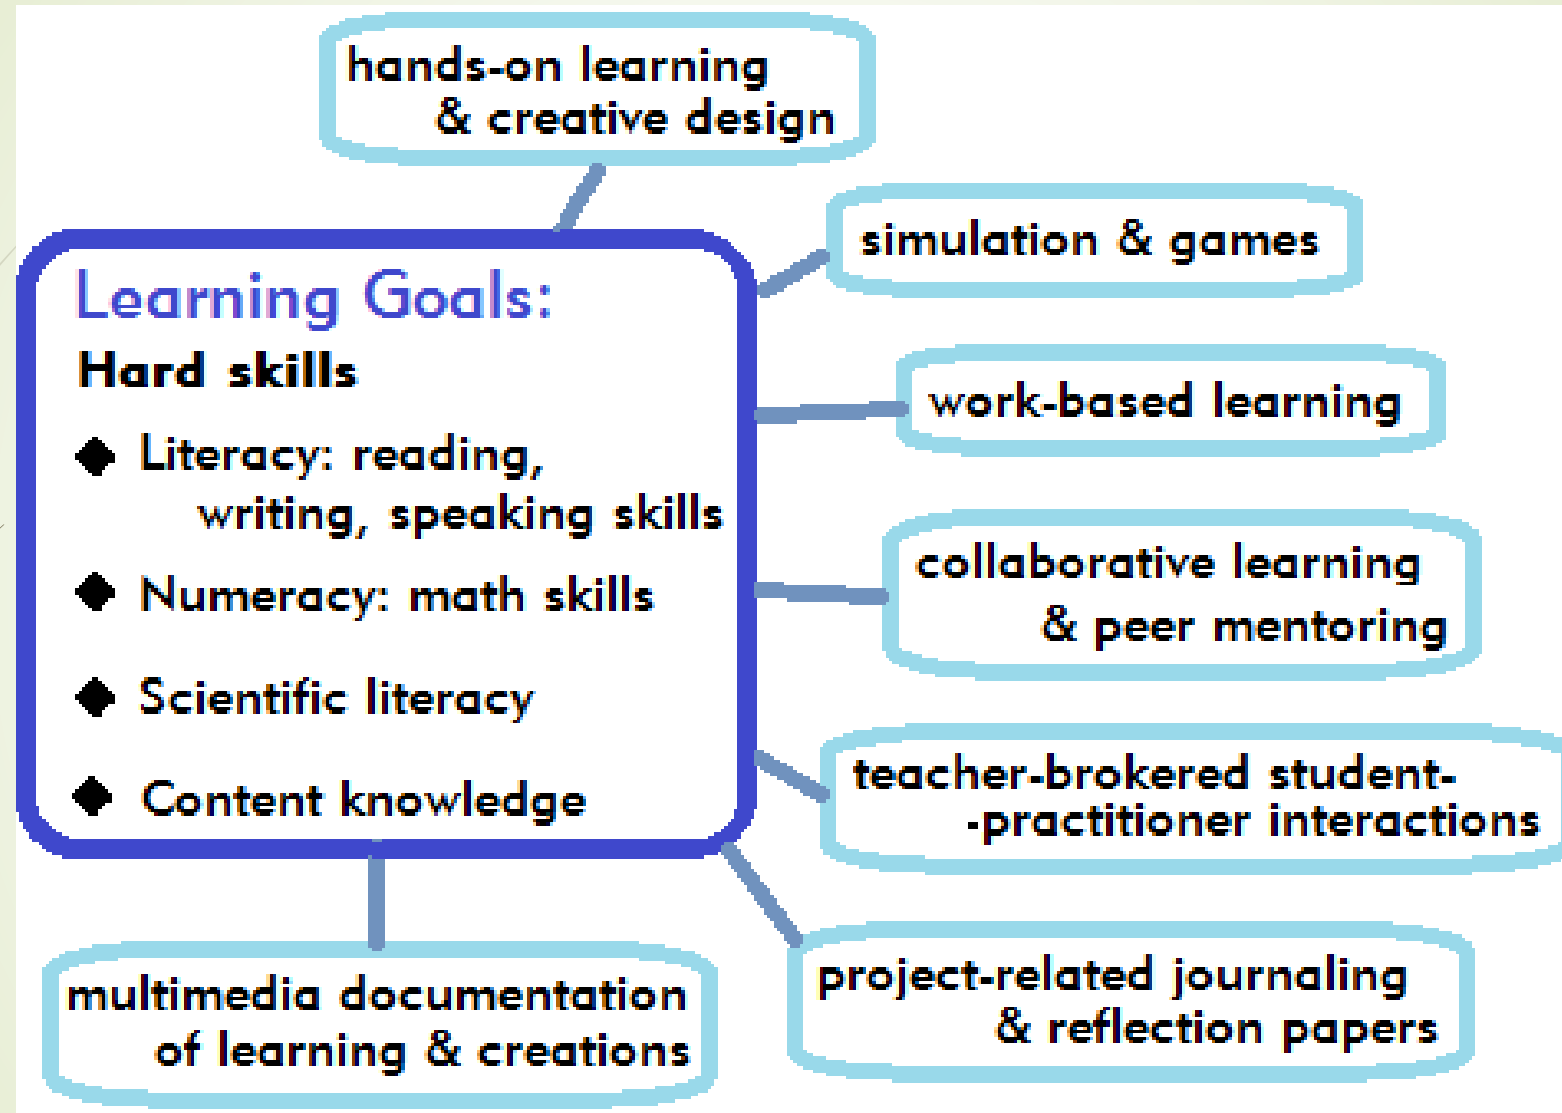 hands-on learning
& creative design
simulation & games
Learning Goals:
Hard skills
work-based learning
◆ Literacy: reading,
writing, speaking skills
collaborative learning
& peer mentoring
◆ Numeracy: math skills
◆ Scientific literacy
◆ Content knowledge
teacher-brokered student-
-practitioner interactions
project-related journaling
& reflection papers
multimedia documentation
of learning & creations